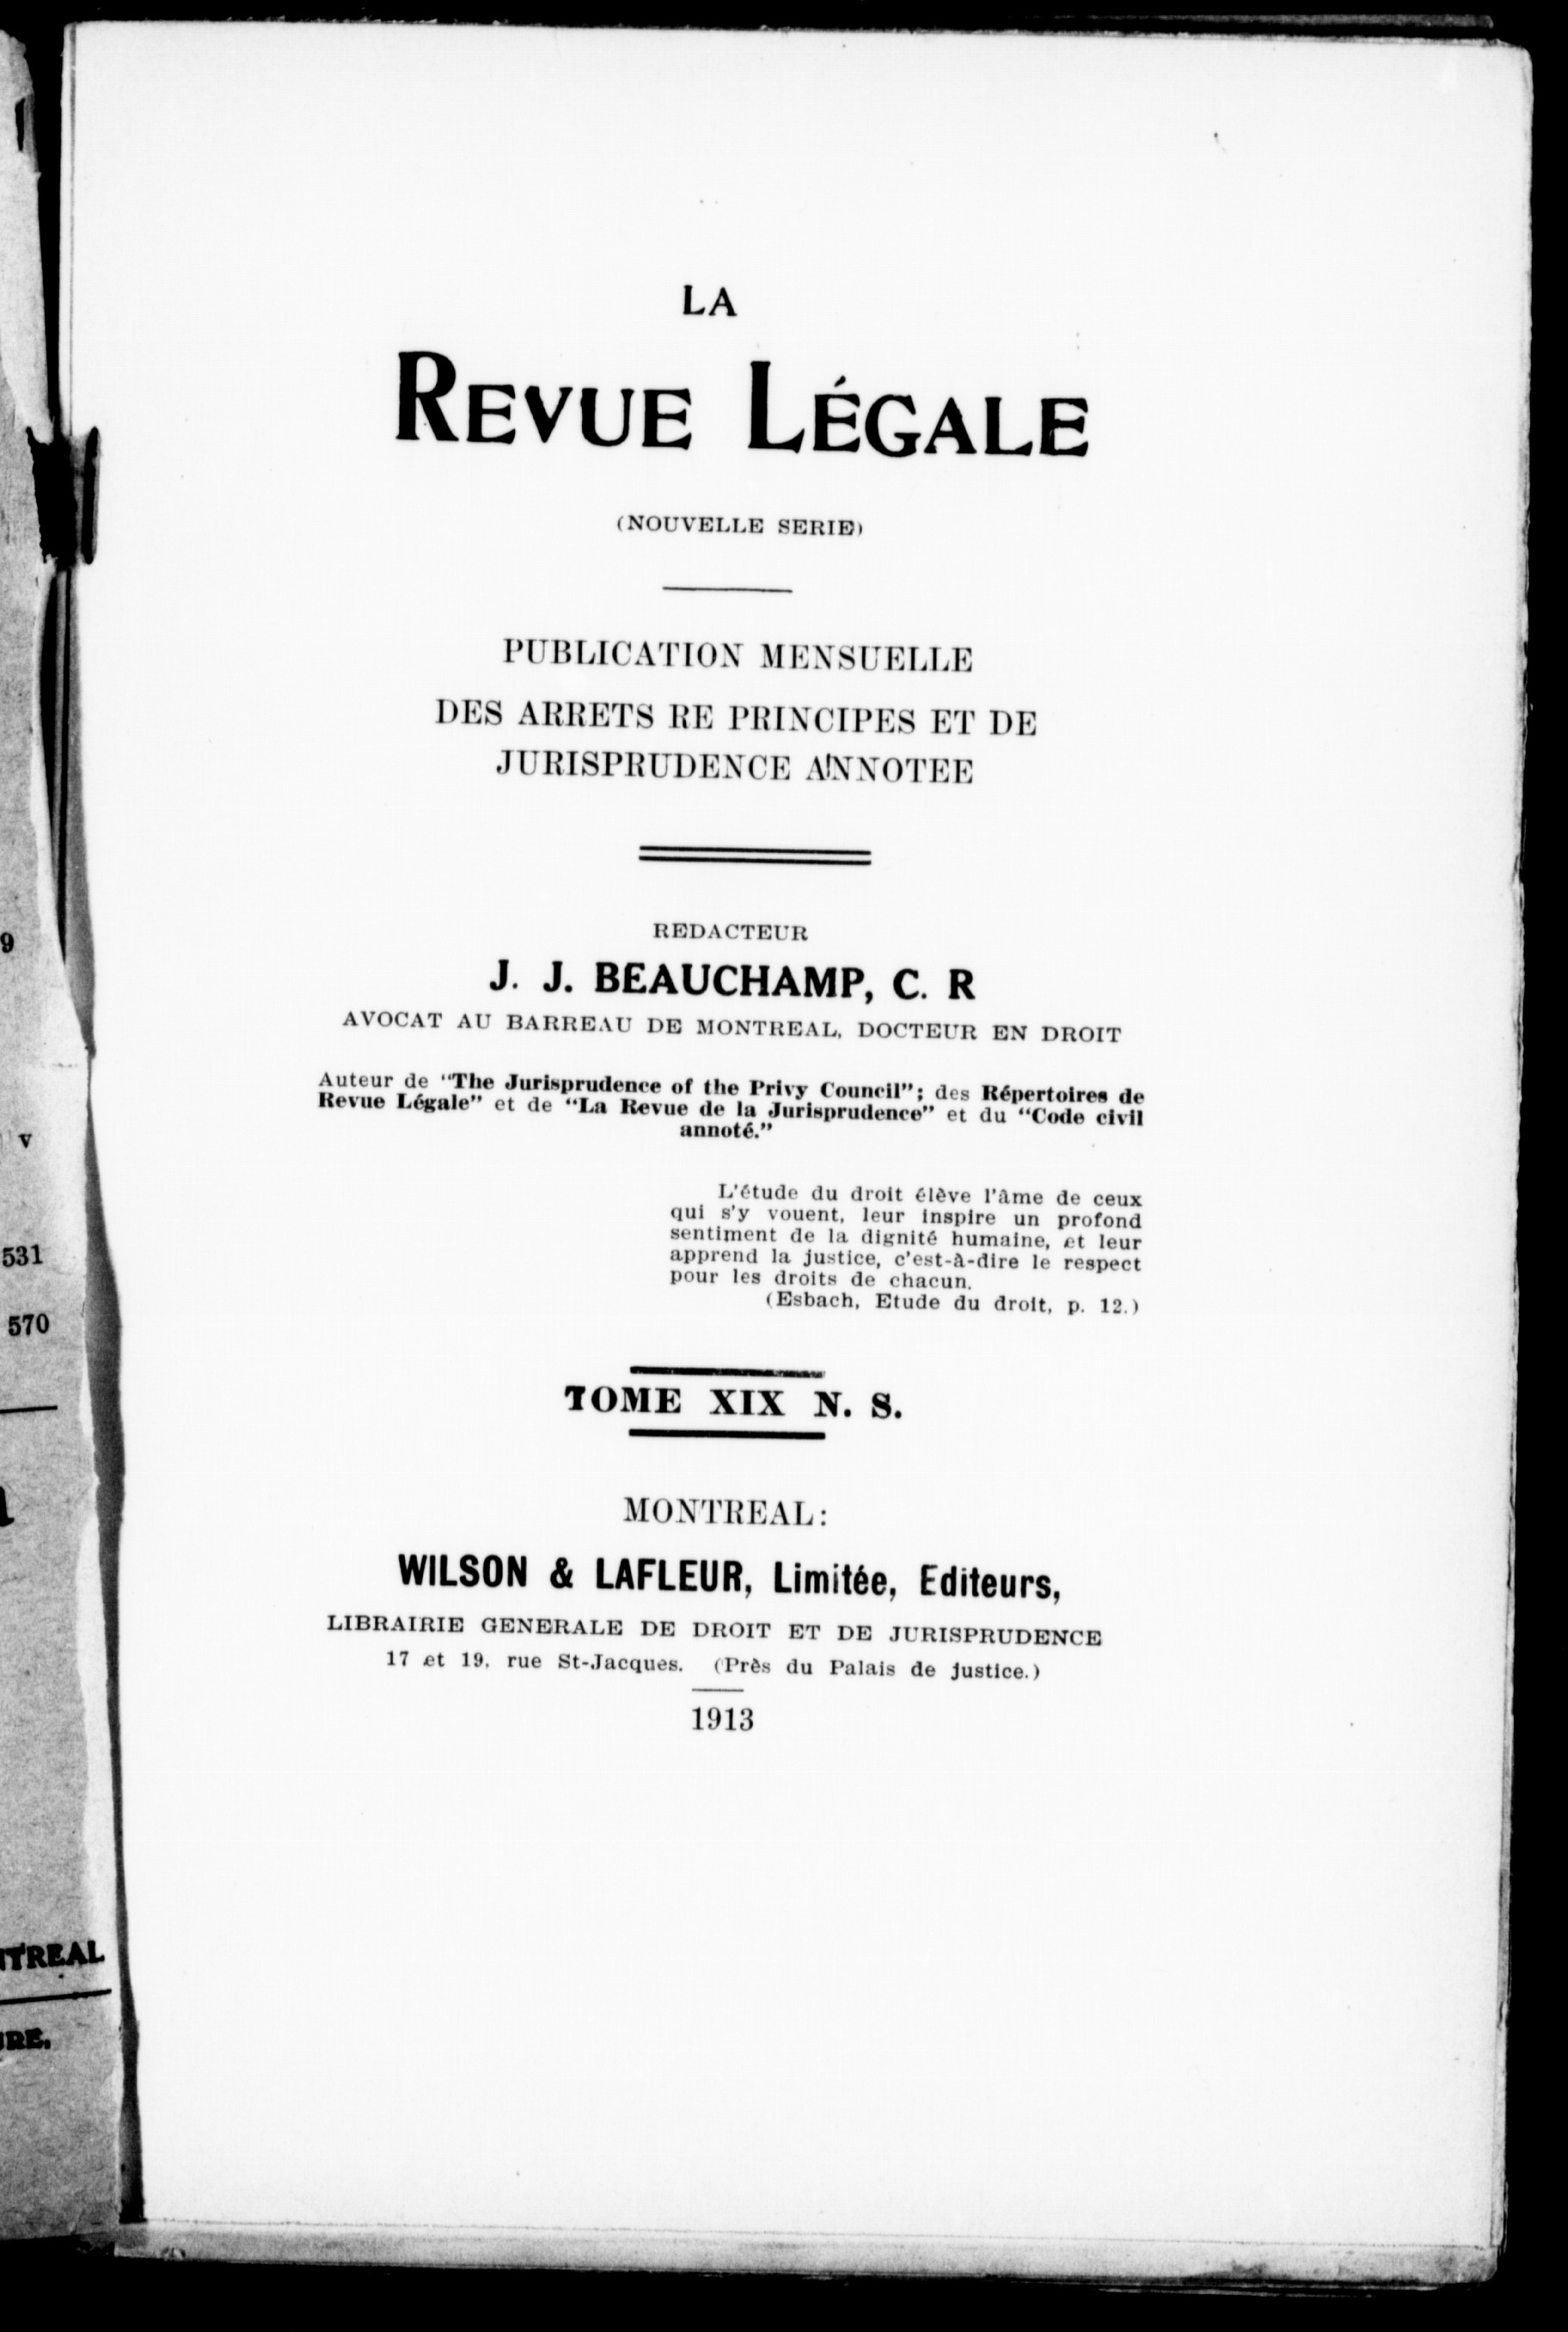 LA
REVUE LÉGALE
(NOUVELLE SERIE)
PUBLICATION MENSUELLE
DES ARRETS RE PRINCIPES ET DE
JURISPRUDENCE ANNOTEE
REDACTEUR
J. J. BEAUCHAMP, C. R
AVOCAT AU BARREAU DE MONTREAL, DOCTEUR EN DROIT
Auteur de "The Jurisprudence of the Privy Council"; des Répertoires de
Revue Légale" et de "La Revue de la Jurisprudence" et du "Code civil
annoté."
L'étude du droit élève l'âme de ceux
qui s'y vouent, leur inspire un profond
sentiment de la dignité humaine, et leur
apprend la justice, c'est-à-dire le respect
pour les droits de chacun.
(Esbach, Etude du droit, p. 12.)
TOME XIX N. S.
MONTREAL:
WILSON & LAFLEUR, Limitée, Editeurs,
LIBRAIRIE GENERALE DE DROIT ET DE JURISPRUDENCE
17 et 19, rue St-Jacques. (Près du Palais de justice.)
1913
9
v
531
570
TREAL
RE.